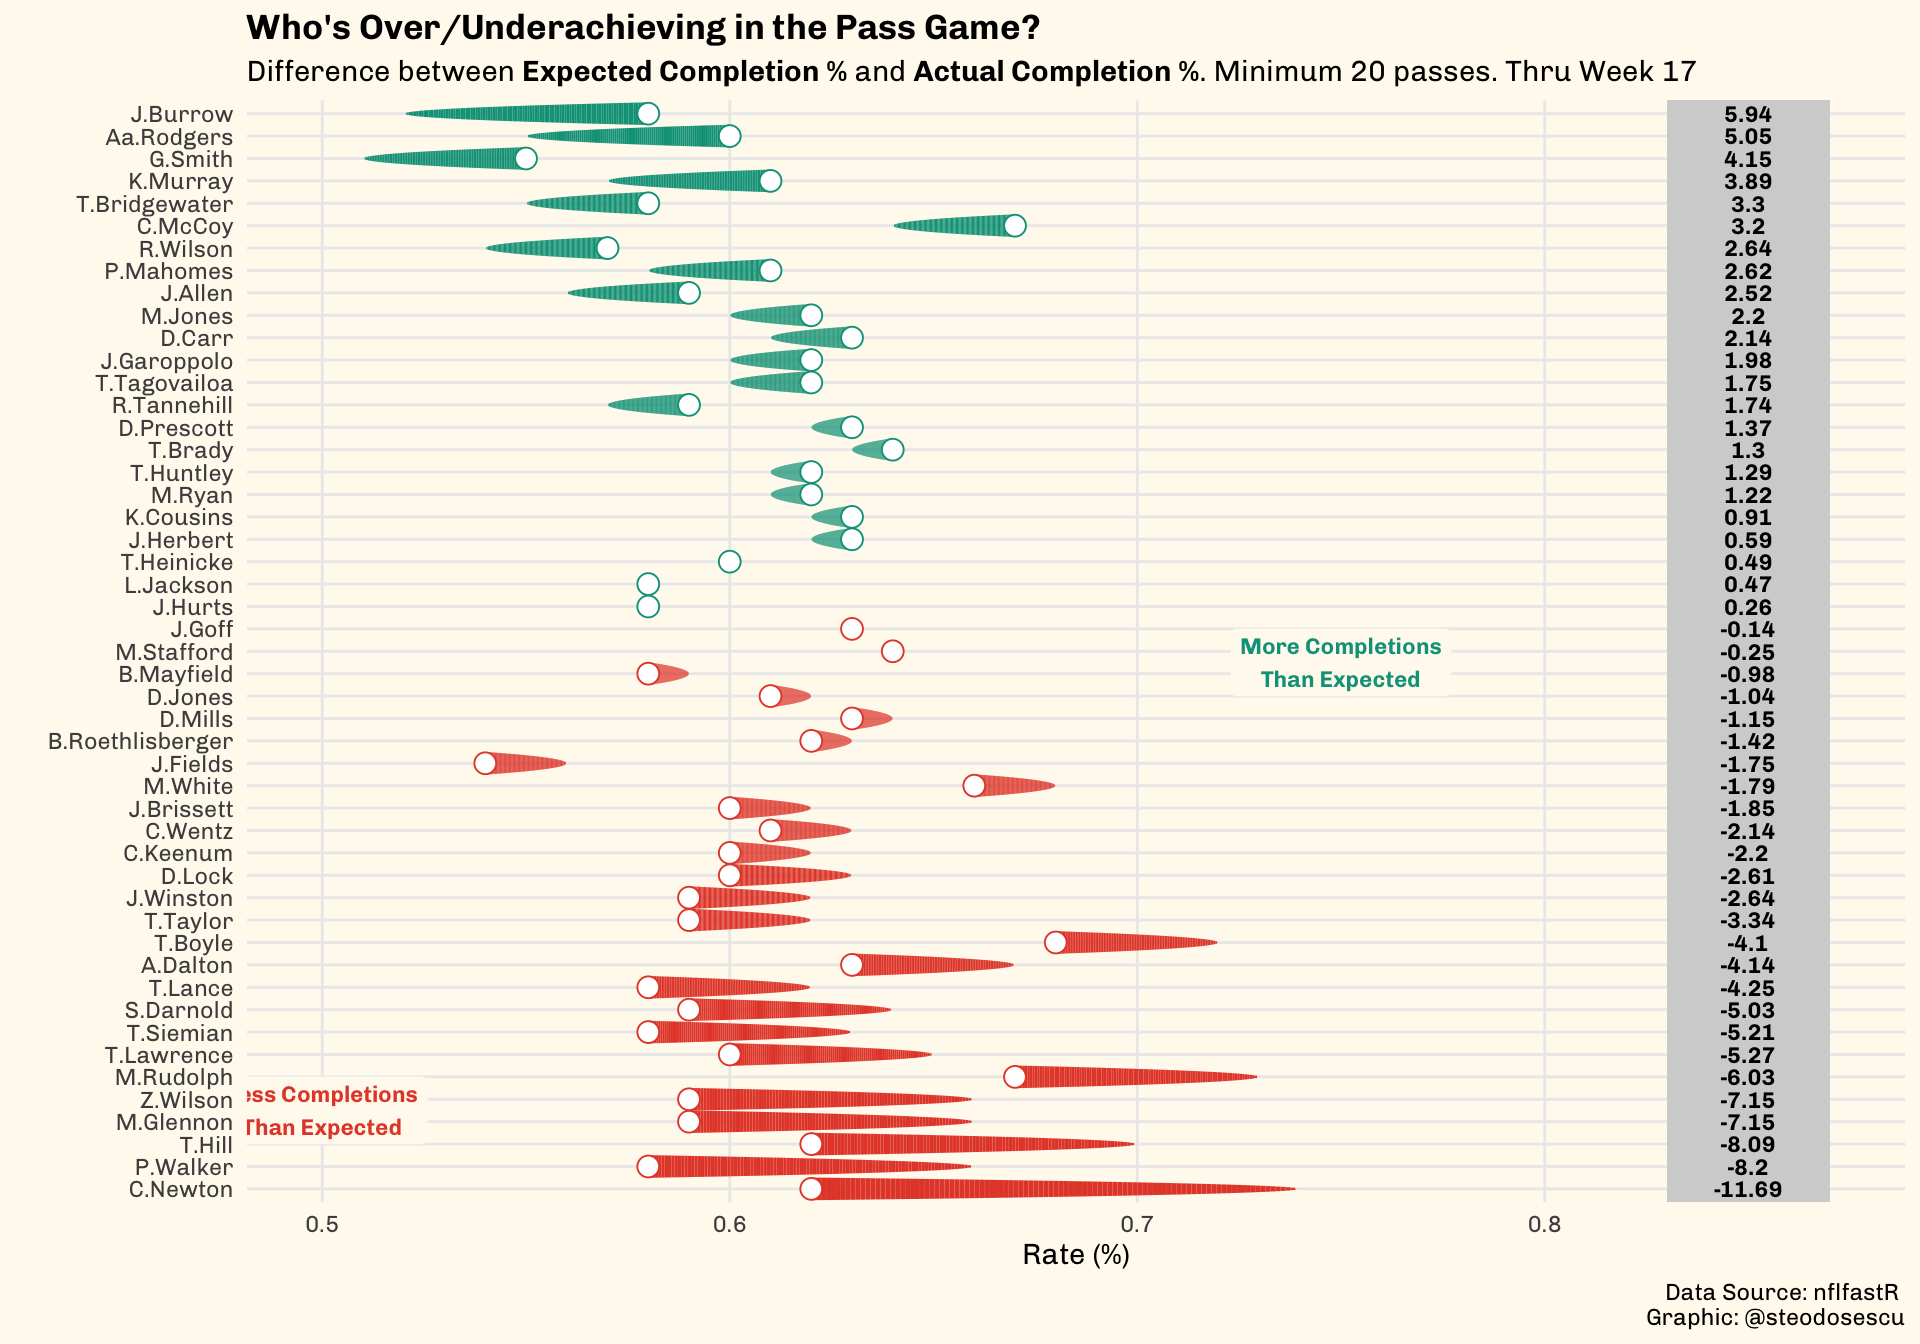 Who's Over/Underachieving in the Pass Game?
Difference between Expected Completion % and Actual Completion %. Minimum 20 passes. Thru Week 17
J.Burrow 5.94
Aa.Rodgers 5.05
G.Smith 4.15
K.Murray 3.89
T.Bridgewater 3.3
C.McCoy 3.2
R.Wilson 2.64
P.Mahomes 2.62
J.Allen 2.52
M.Jones 2.2
D.Carr 2.14
J.Garoppolo 1.98
T.Tagovailoa 1.75
R.Tannehill 1.74
D.Prescott 1.37
T.Brady 1.3
T.Huntley 1.29
M.Ryan 1.22
K.Cousins 0.91
J.Herbert 0.59
T.Heinicke 0.49
L.Jackson 0.47
J.Hurts 0.26
J.Goff -0.14
More Completions
M.Stafford -0.25
B.Mayfield -0.98
Than Expected
D.Jones -1.04
D.Mills -1.15
B.Roethlisberger -1.42
J.Fields -1.75
M.White -1.79
J.Brissett -1.85
C.Wentz -2.14
C.Keenum -2.2
D.Lock -2.61
J.Winston -2.64
T.Taylor -3.34
T.Boyle -4.1
A.Dalton -4.14
T.Lance -4.25
S.Darnold -5.03
T.Siemian -5.21
T.Lawrence -5.27
M.Rudolph -6.03
ess Completions
Z.Wilson -7.15
M.Glennon -7.15
Than Expected
T.Hill -8.09
P.Walker -8.2
C.Newton -11.69
0.5 0.6 0.7 0.8
Rate (%)
Data Source: nflfastR
Graphic: @steodosescu